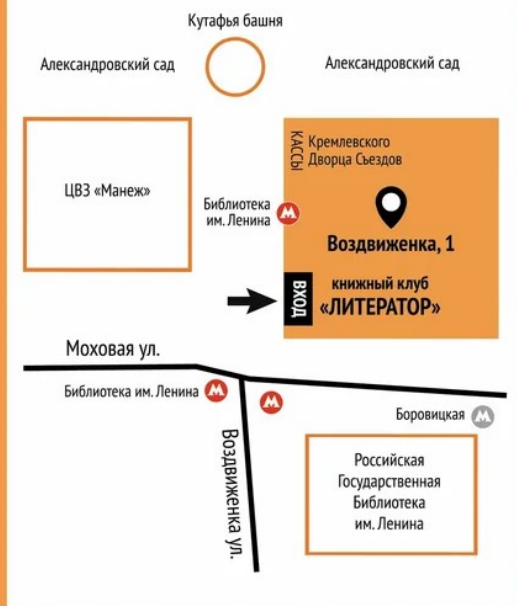 Кутафья башня
Александровский сад
Александровский сад
КАССЫ
Кремлевского
Дворца Съездов
ЦВЗ «Манеж»
Библиотека
им. Ленина
М
Воздвиженка, 1
ВХОД
книжный клуб
«ЛИТЕРАТОР»
Моховая ул.
Библиотека им. Ленина М
М
Боровицкая М
Воздвиженка ул.
Российская
Государственная
Библиотека
им. Ленина